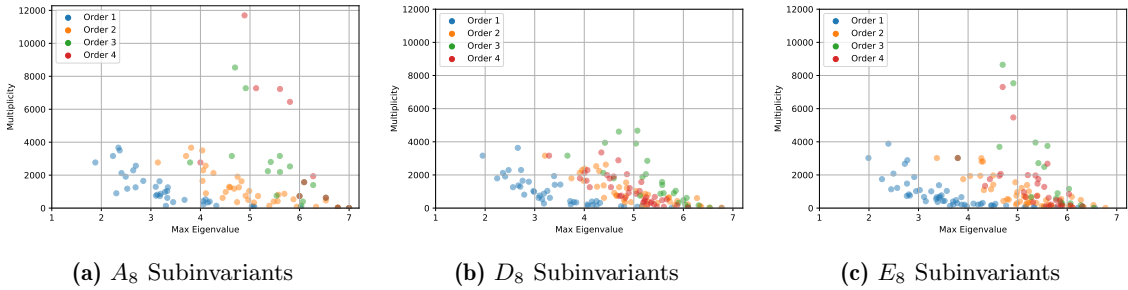 12000
10000
8000
6000
4000
2000
0
Multiplicity
Order 1
Order 2
Order 3
Order 4
1 2 3 4 5 6 7
Max Eigenvalue
(a) A₈ Subinvariants
12000
10000
8000
6000
4000
2000
0
Multiplicity
Order 1
Order 2
Order 3
Order 4
1 2 3 4 5 6 7
Max Eigenvalue
(b) D₈ Subinvariants
12000
10000
8000
6000
4000
2000
0
Multiplicity
Order 1
Order 2
Order 3
Order 4
1 2 3 4 5 6 7
Max Eigenvalue
(c) E₈ Subinvariants